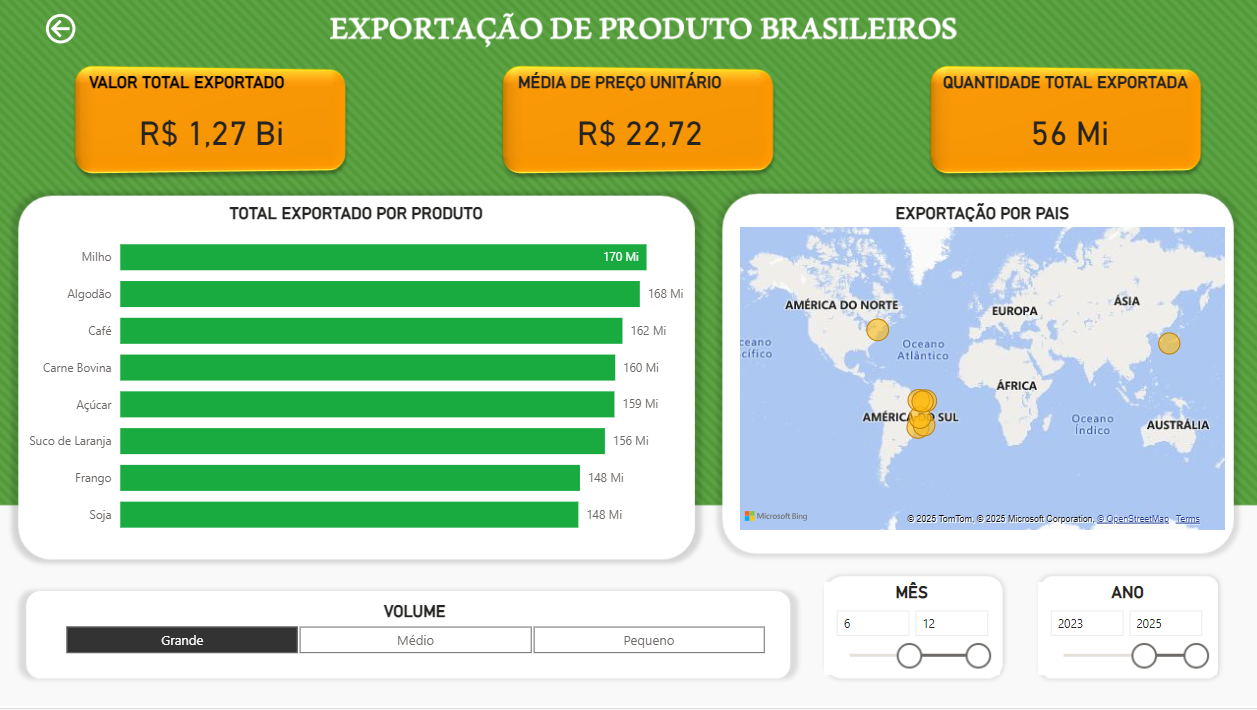 EXPORTAÇÃO DE PRODUTO BRASILEIROS
VALOR TOTAL EXPORTADO
R$ 1,27 Bi
MÉDIA DE PREÇO UNITÁRIO
R$ 22,72
QUANTIDADE TOTAL EXPORTADA
56 Mi
TOTAL EXPORTADO POR PRODUTO
Milho 170 Mi
Algodão 168 Mi
Café 162 Mi
Carne Bovina 160 Mi
Açúcar 159 Mi
Suco de Laranja 156 Mi
Frango 148 Mi
Soja 148 Mi
EXPORTAÇÃO POR PAIS
AMÉRICA DO NORTE
EUROPA
ÁSIA
ceano
cífico
Oceano
Atlântico
ÁFRICA
AMÉRICA DO SUL
Oceano
Índico
AUSTRÁLIA
Microsoft Bing
© 2025 TomTom, © 2025 Microsoft Corporation, © OpenStreetMap Terms
VOLUME
Grande Médio Pequeno
MÊS
6 12
ANO
2023 2025